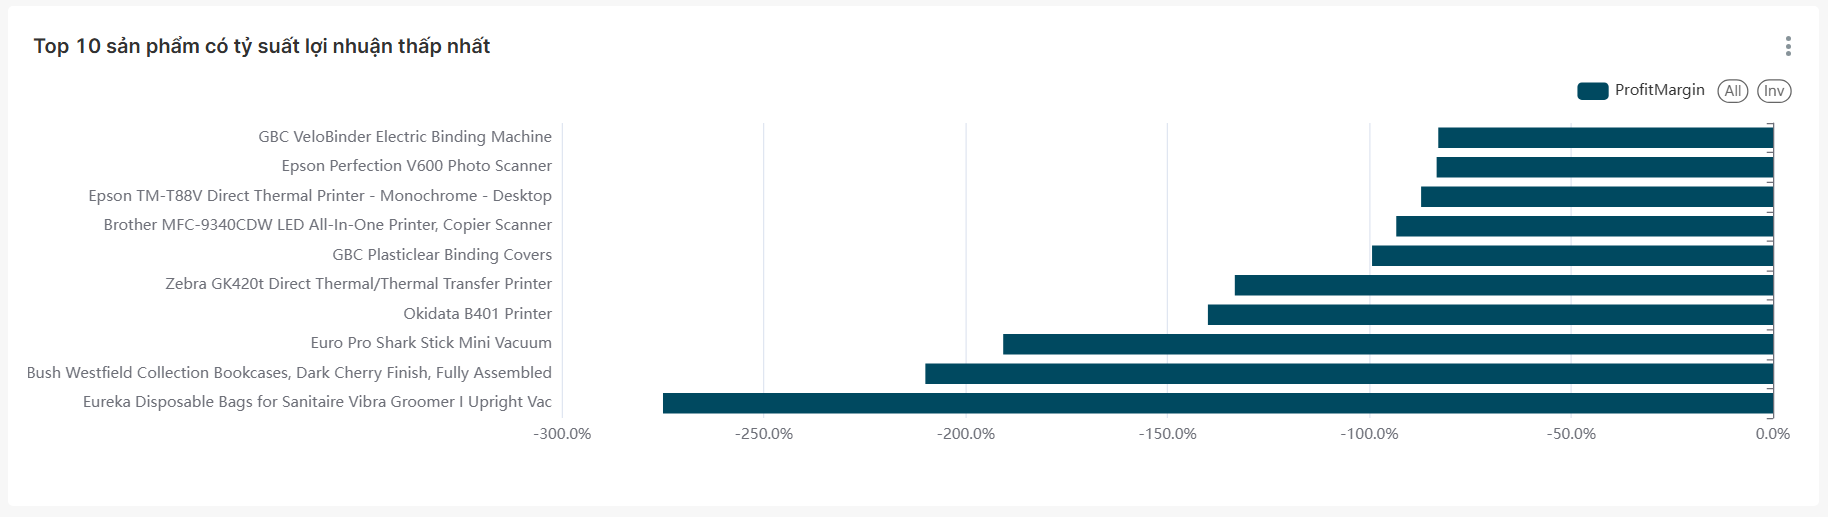 Top 10 sản phẩm có tỷ suất lợi nhuận thấp nhất
ProfitMargin All Inv
GBC VeloBinder Electric Binding Machine
Epson Perfection V600 Photo Scanner
Epson TM-T88V Direct Thermal Printer - Monochrome - Desktop
Brother MFC-9340CDW LED All-In-One Printer, Copier Scanner
GBC Plasticlear Binding Covers
Zebra GK420t Direct Thermal/Thermal Transfer Printer
Okidata B401 Printer
Euro Pro Shark Stick Mini Vacuum
Bush Westfield Collection Bookcases, Dark Cherry Finish, Fully Assembled
Eureka Disposable Bags for Sanitaire Vibra Groomer I Upright Vac
-300.0% -250.0% -200.0% -150.0% -100.0% -50.0% 0.0%